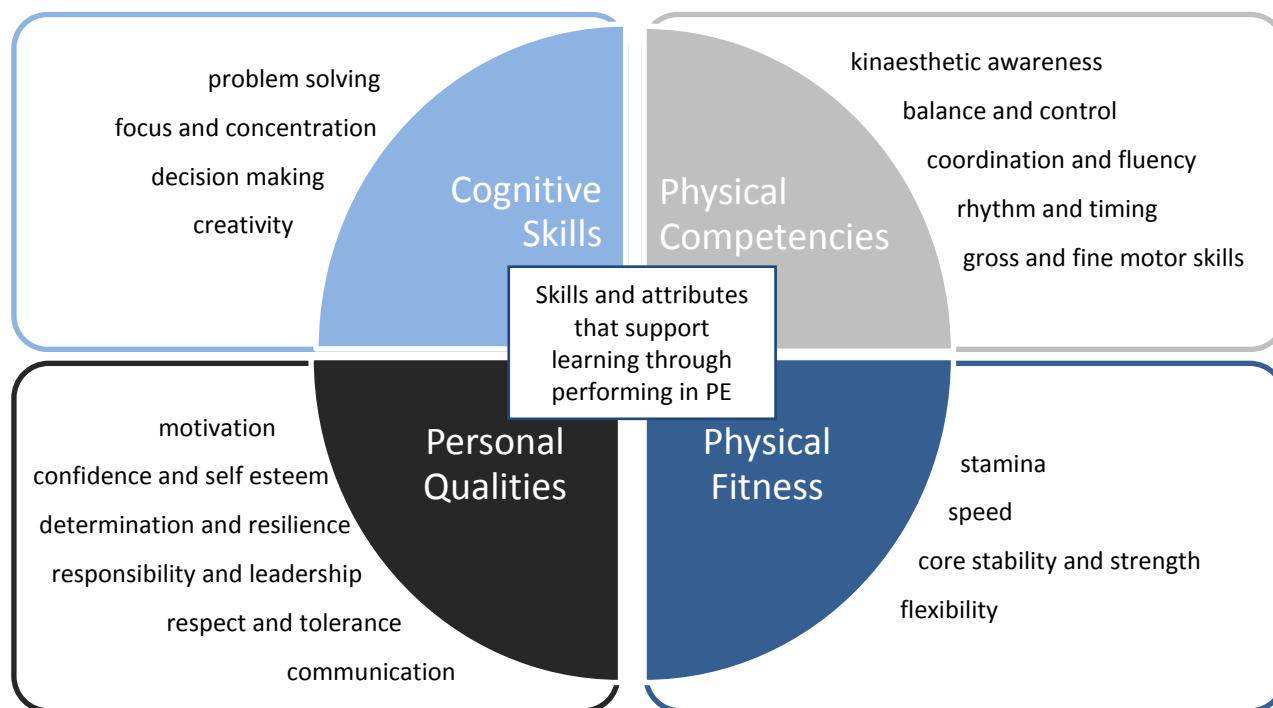 problem solving
focus and concentration
decision making
creativity
Cognitive
Skills
kinaesthetic awareness
balance and control
coordination and fluency
rhythm and timing
gross and fine motor skills
Physical
Competencies
Skills and attributes
that support
learning through
performing in PE
motivation
confidence and self esteem
determination and resilience
responsibility and leadership
respect and tolerance
communication
Personal
Qualities
Physical
Fitness
stamina
speed
core stability and strength
flexibility